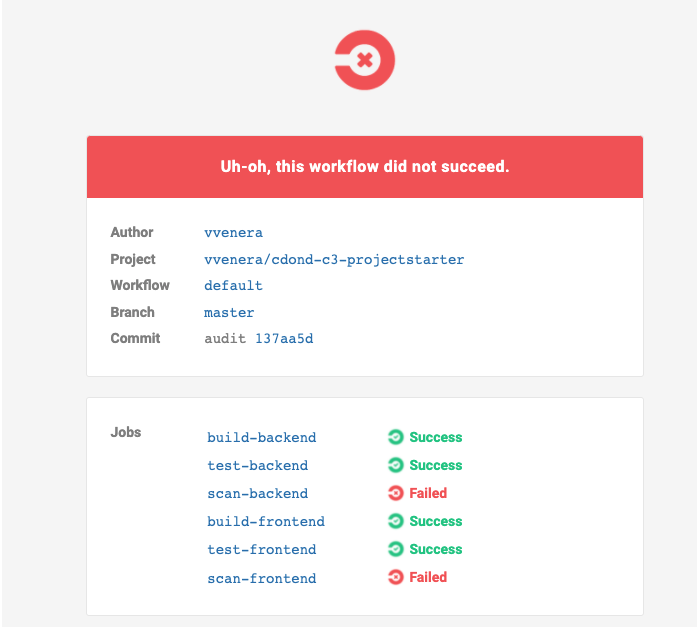 Uh-oh, this workflow did not succeed.
Author vvenera
Project vvenera/cdond-c3-projectstarter
Workflow default
Branch master
Commit audit 137aa5d
Jobs
build-backend Success
test-backend Success
scan-backend Failed
build-frontend Success
test-frontend Success
scan-frontend Failed